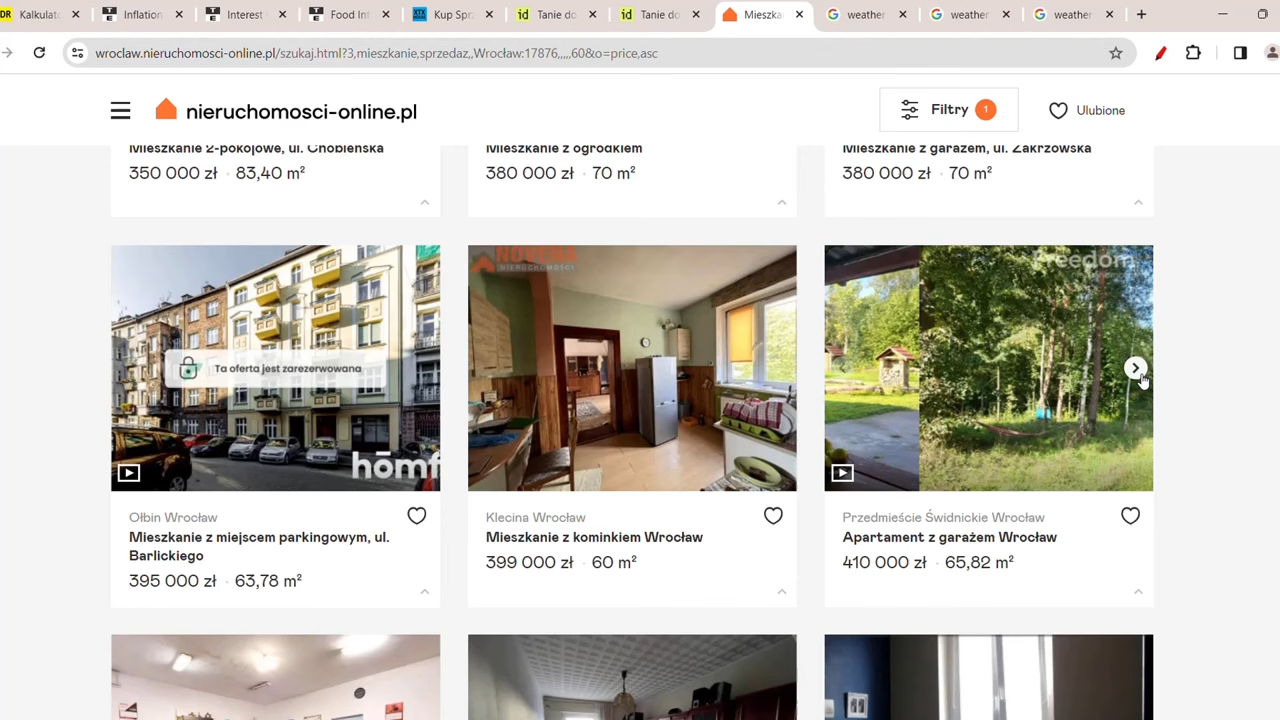 Kalkulato
Inflation
Interest
Food Inf
Kup Spr
Tanie do
Tanie do
Mieszka
weather
weather
weather
wroclaw.nieruchomosci-online.pl/szukaj.html?3,mieszkanie,sprzedaz,,Wrocław:17876,,,,,60&o=price,asc
nieruchomosci-online.pl
Filtry 1
Ulubione
Mieszkanie 2-pokojowe, ul. Chobieńska
350 000 zł · 83,40 m²
Mieszkanie z ogródkiem
380 000 zł · 70 m²
Mieszkanie z garażem, ul. Zakrzowska
380 000 zł · 70 m²
Ta oferta jest zarezerwowana
homf
NOVERA
NIERUCHOMOŚCI
Freedom
nieruchomości
Ołbin Wrocław
Mieszkanie z miejscem parkingowym, ul.
Barlickiego
395 000 zł · 63,78 m²
Klecina Wrocław
Mieszkanie z kominkiem Wrocław
399 000 zł · 60 m²
Przedmieście Świdnickie Wrocław
Apartament z garażem Wrocław
410 000 zł · 65,82 m²